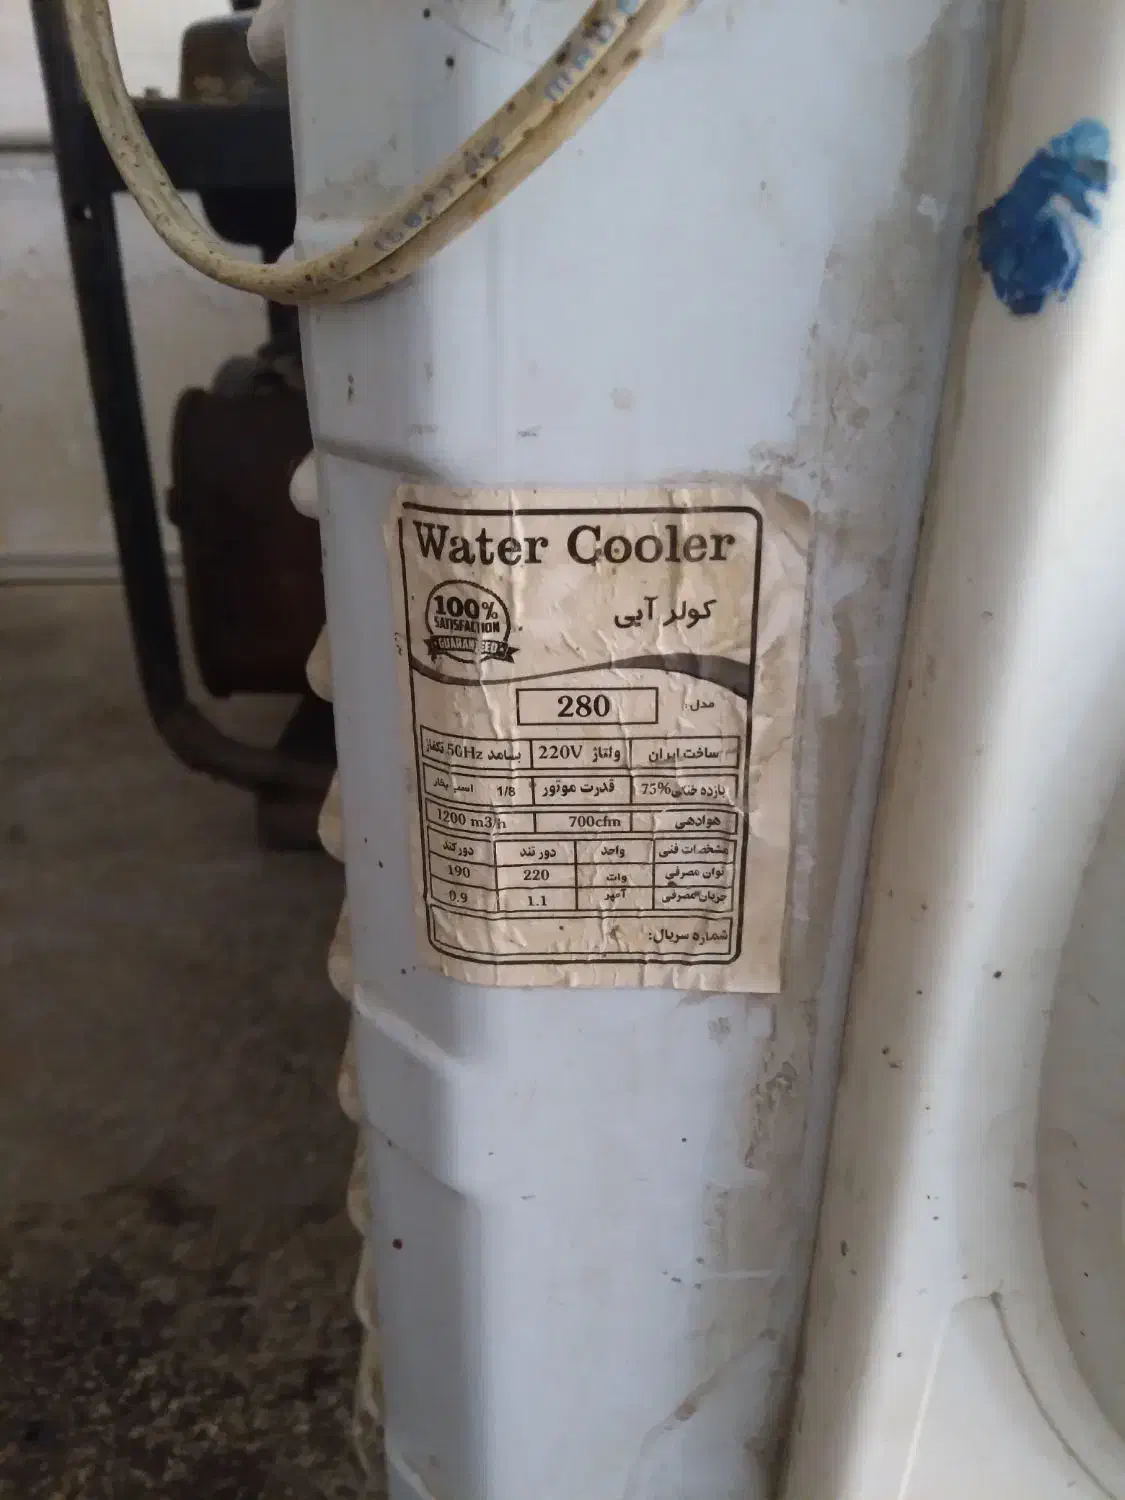 Water Cooler
100%
SATISFACTION
GUARANTEED
کولر آبی
مدل: 280
ساخت ایران ولتاژ 220V بسامد 50Hz تکفاز
بازده خنکی 75% قدرت موتور 1/8 اسب بخار
هوادهی 700cfm 1200 m3/h
مشخصات فنی واحد دور تند دور کند
توان مصرفی وات 220 190
جریان مصرفی آمپر 1.1 0.9
شماره سریال: